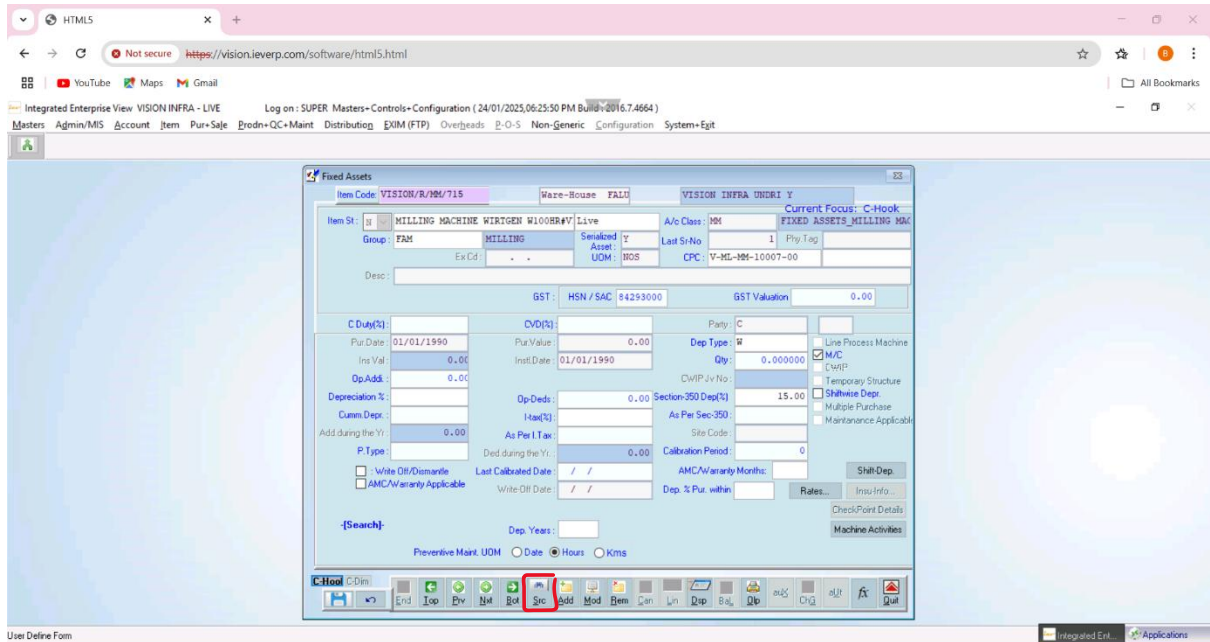 HTML5
Not secure https://vision.ieverp.com/software/html5.html
B
YouTube Maps Gmail All Bookmarks
Integrated Enterprise View VISION INFRA - LIVE Log on : SUPER Masters+Controls+Configuration ( 24/01/2025,06:25:50 PM Build : 2016.7.4664 )
Masters Admin/MIS Account Item Pur+Sale Prodn+QC+Maint Distribution EXIM (FTP) Overheads P-O-S Non-Generic Configuration System+Exit
Fixed Assets
Item Code: VISION/R/MM/715 Ware-House FALU VISION INFRA UNDRI Y
Current Focus: C-Hook
Item St : N MILLING MACHINE WIRTGEN W100HR#V Live A/c Class : MM FIXED ASSETS_MILLING MAC
Group : FAM MILLING Serialized Asset : Y Last Sr-No 1 Phy.Tag
Ex Cd : . . UOM : NOS CPC : V-ML-MM-10007-00
Desc :
GST : HSN / SAC 84293000 GST Valuation 0.00
C Duty(%) : CVD(%) : Party : C
Pur.Date : 01/01/1990 Pur.Value : 0.00 Dep Type : W Line Process Machine
Ins Val : 0.00 Instl.Date : 01/01/1990 Qty : 0.000000 M/C
CWIP
Op.Addi. : 0.00 CWIP Jv No : Temporary Structure
Depreciation % : Op-Deds : 0.00 Section-350 Dep(%) 15.00 Shiftwise Depr.
Multiple Purchase
Cumm.Depr. : I-tax(%) : As Per Sec-350 : Maintanance Applicable
Add.during the Yr : 0.00 As Per I.Tax : Site Code :
P.Type : Ded.during the Yr. : 0.00 Calibration Period : 0
: Write Off/Dismantle Last Calibrated Date : / / AMC/Warranty Months: Shift-Dep.
AMC/Warranty Applicable Write-Off Date : / / Dep. % Pur. within Rates... Insu-Info...
CheckPoint Details
-[Search]- Dep. Years : Machine Activities
Preventive Maint. UOM Date Hours Kms
C-Hool C-Dim
End Top Prv Nxt Bot Src Add Mod Rem Can Lin Dsp Bal Olp Chg fx Quit
User Define Form Integrated Ent... Applications